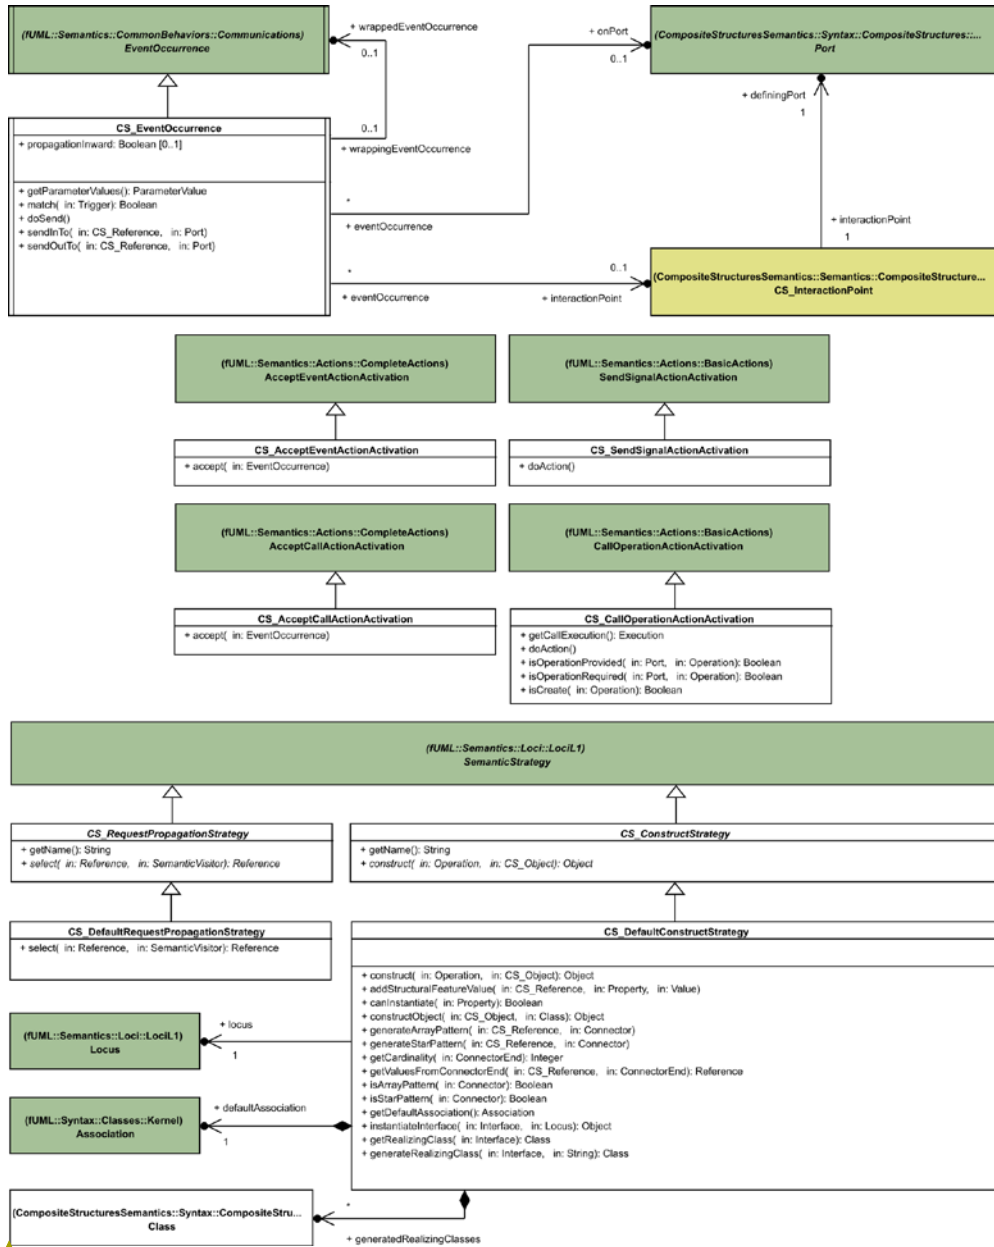 (fUML::Semantics::CommonBehaviors::Communications)
EventOccurrence
+ wrappedEventOccurrence
0..1
+ onPort
0..1
(CompositeStructuresSemantics::Syntax::CompositeStructures::...
Port
CS_EventOccurrence
+ propagationInward: Boolean [0..1]
+ getParameterValues(): ParameterValue
+ match( in: Trigger): Boolean
+ doSend()
+ sendInTo( in: CS_Reference, in: Port)
+ sendOutTo( in: CS_Reference, in: Port)
0..1
+ wrappingEventOccurrence
*
+ eventOccurrence
+ definingPort
1
+ interactionPoint
1
*
+ eventOccurrence
0..1
+ interactionPoint
(CompositeStructuresSemantics::Semantics::CompositeStructure...
CS_InteractionPoint
(fUML::Semantics::Actions::CompleteActions)
AcceptEventActionActivation
(fUML::Semantics::Actions::BasicActions)
SendSignalActionActivation
CS_AcceptEventActionActivation
+ accept( in: EventOccurrence)
CS_SendSignalActionActivation
+ doAction()
(fUML::Semantics::Actions::CompleteActions)
AcceptCallActionActivation
(fUML::Semantics::Actions::BasicActions)
CallOperationActionActivation
CS_AcceptCallActionActivation
+ accept( in: EventOccurrence)
CS_CallOperationActionActivation
+ getCallExecution(): Execution
+ doAction()
+ isOperationProvided( in: Port, in: Operation): Boolean
+ isOperationRequired( in: Port, in: Operation): Boolean
+ isCreate( in: Operation): Boolean
(fUML::Semantics::Loci::LociL1)
SemanticStrategy
CS_RequestPropagationStrategy
+ getName(): String
+ select( in: Reference, in: SemanticVisitor): Reference
CS_ConstructStrategy
+ getName(): String
+ construct( in: Operation, in: CS_Object): Object
CS_DefaultRequestPropagationStrategy
+ select( in: Reference, in: SemanticVisitor): Reference
CS_DefaultConstructStrategy
+ construct( in: Operation, in: CS_Object): Object
+ addStructuralFeatureValue( in: CS_Reference, in: Property, in: Value)
+ canInstantiate( in: Property): Boolean
+ constructObject( in: CS_Object, in: Class): Object
+ generateArrayPattern( in: CS_Reference, in: Connector)
+ generateStarPattern( in: CS_Reference, in: Connector)
+ getCardinality( in: ConnectorEnd): Integer
+ getValuesFromConnectorEnd( in: CS_Reference, in: ConnectorEnd): Reference
+ isArrayPattern( in: Connector): Boolean
+ isStarPattern( in: Connector): Boolean
+ getDefaultAssociation(): Association
+ instantiateInterface( in: Interface, in: Locus): Object
+ getRealizingClass( in: Interface): Class
+ generateRealizingClass( in: Interface, in: String): Class
(fUML::Semantics::Loci::LociL1)
Locus
+ locus
1
(fUML::Syntax::Classes::Kernel)
Association
+ defaultAssociation
1
(CompositeStructuresSemantics::Syntax::CompositeStru...
Class
*
+ generatedRealizingClasses